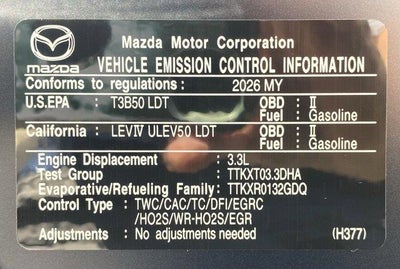 Mazda Motor Corporation
mazda VEHICLE EMISSION CONTROL INFORMATION
Conforms to regulations: 2026 MY
U.S.EPA : T3B50 LDT OBD : II
Fuel : Gasoline
California : LEVIV ULEV50 LDT OBD : II
Fuel : Gasoline
Engine Displacement : 3.3L
Test Group : TTKXT03.3DHA
Evaporative/Refueling Family: TTKXR0132GDQ
Control Type : TWC/CAC/TC/DFI/EGRC
/HO2S/WR-HO2S/EGR
Adjustments : No adjustments needed (H377)